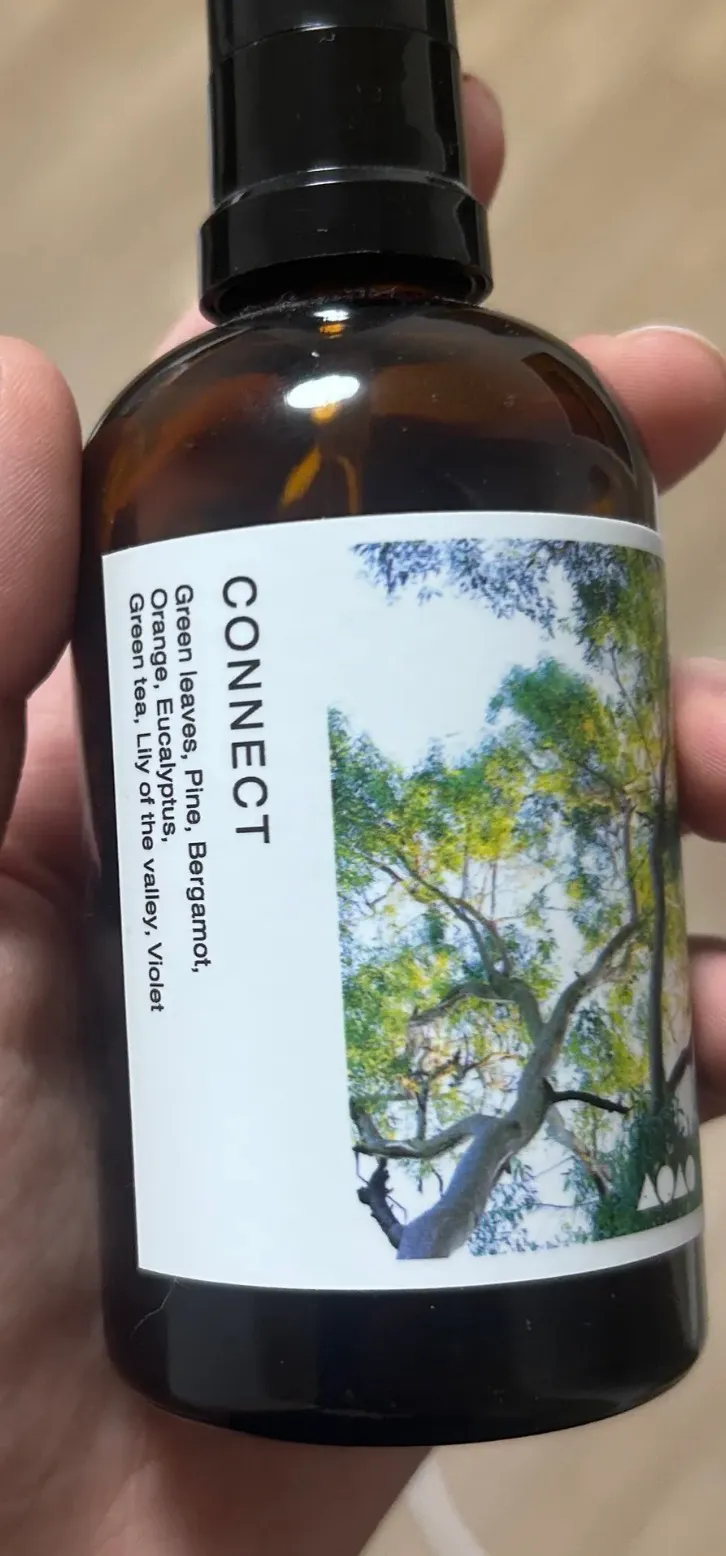 CONNECT
Green leaves, Pine, Bergamot,
Orange, Eucalyptus,
Green tea, Lily of the valley, Violet